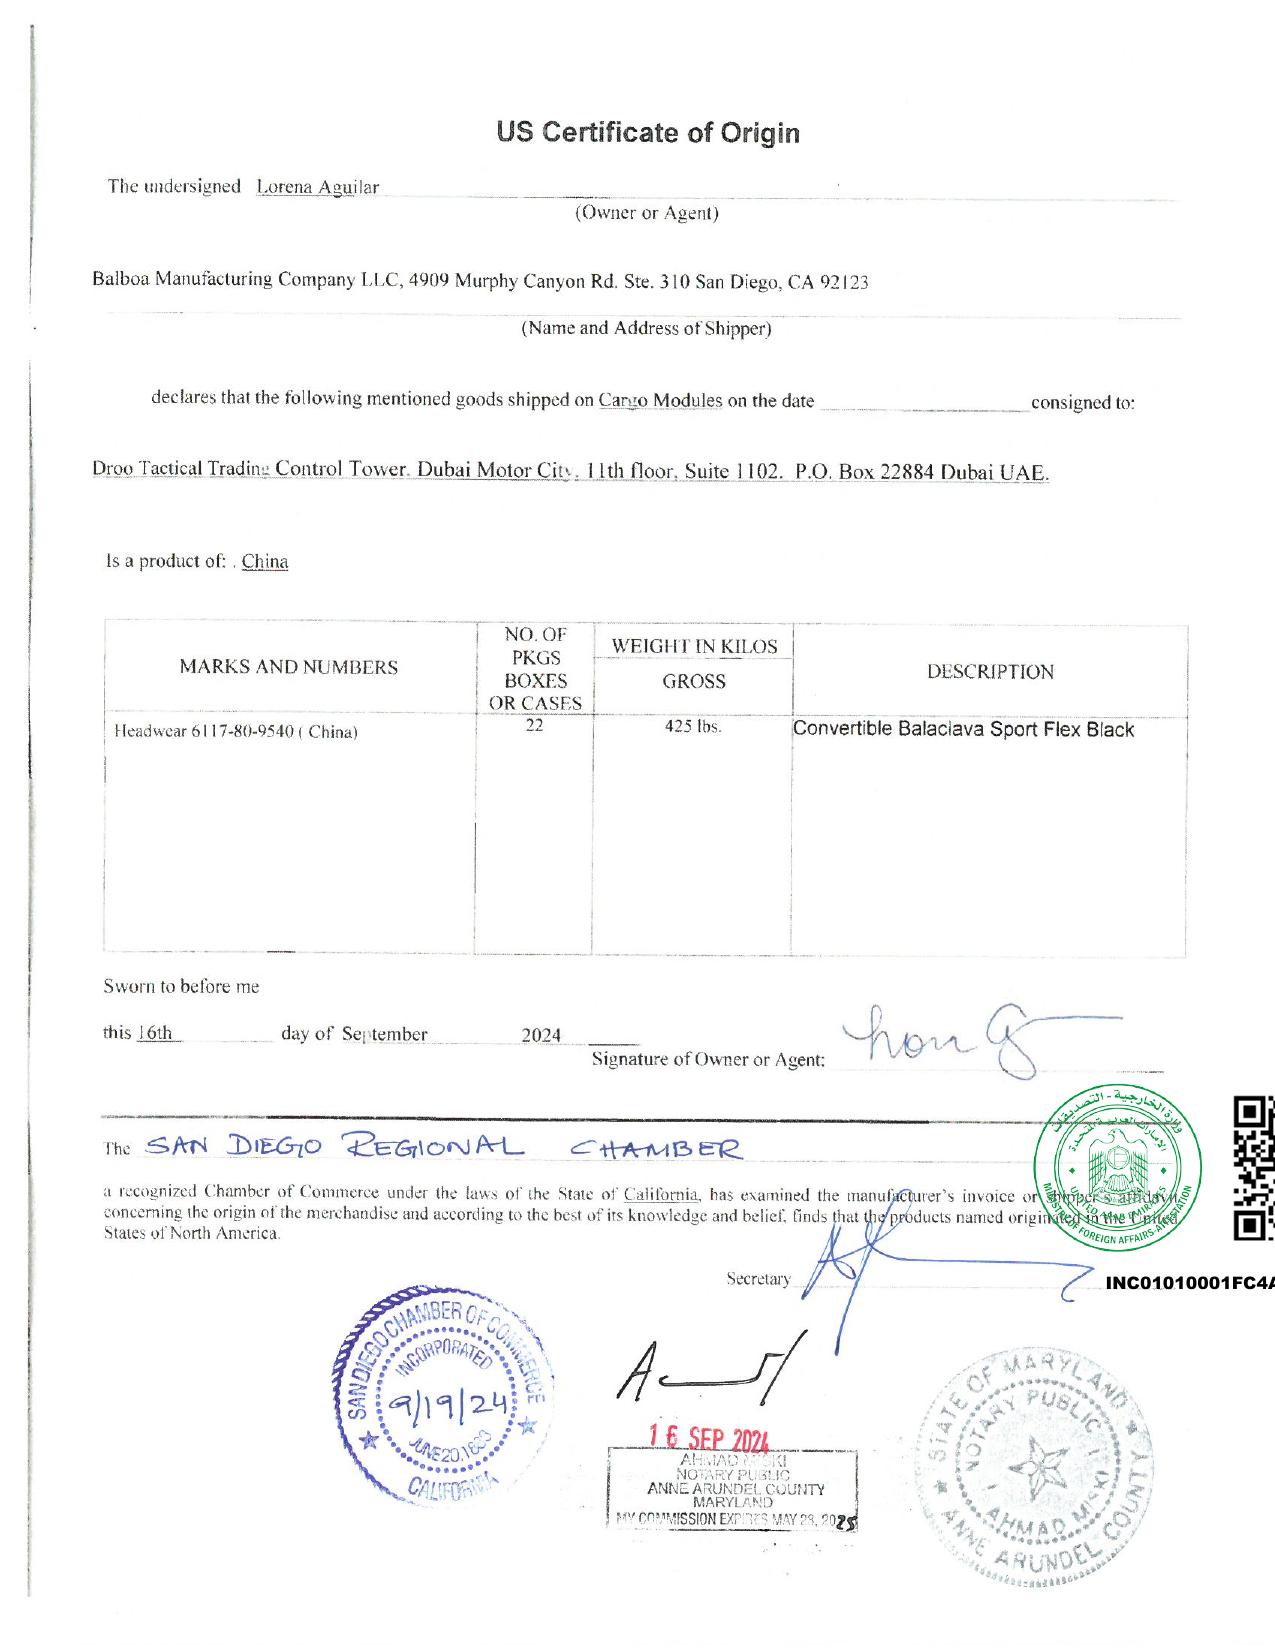 US Certificate of Origin
The undersigned Lorena Aguilar
(Owner or Agent)
Balboa Manufacturing Company LLC, 4909 Murphy Canyon Rd. Ste. 310 San Diego, CA 92123
(Name and Address of Shipper)
declares that the following mentioned goods shipped on Cargo Modules on the date consigned to:
Droo Tactical Trading Control Tower. Dubai Motor City. 11th floor, Suite 1102. P.O. Box 22884 Dubai UAE.
Is a product of: . China
MARKS AND NUMBERS
NO. OF
PKGS
BOXES
OR CASES
WEIGHT IN KILOS
GROSS
DESCRIPTION
Headwear 6117-80-9540 ( China)
22
425 lbs.
Convertible Balaclava Sport Flex Black
Sworn to before me
this 16th day of September 2024
Signature of Owner or Agent:
The SAN DIEGO REGIONAL CHAMBER
a recognized Chamber of Commerce under the laws of the State of California, has examined the manufacturer's invoice or shipper's affidavit
concerning the origin of the merchandise and according to the best of its knowledge and belief, finds that the products named originated in the United
States of North America.
وزارة الخارجية - التصديقات
الإمارات العربية المتحدة
UNITED ARAB EMIRATES
MINISTRY OF FOREIGN AFFAIRS-ATTESTATION
Secretary
INC01010001FC4A
SAN DIEGO CHAMBER OF COMMERCE
INCORPORATED
9/19/24
CALIFORNIA
16 SEP 2024
AHMAD MISKI
NOTARY PUBLIC
ANNE ARUNDEL COUNTY
MARYLAND
MY COMMISSION EXPIRES MAY 28, 2025
STATE OF MARYLAND
NOTARY PUBLIC
AHMAD MISKI
ANNE ARUNDEL COUNTY